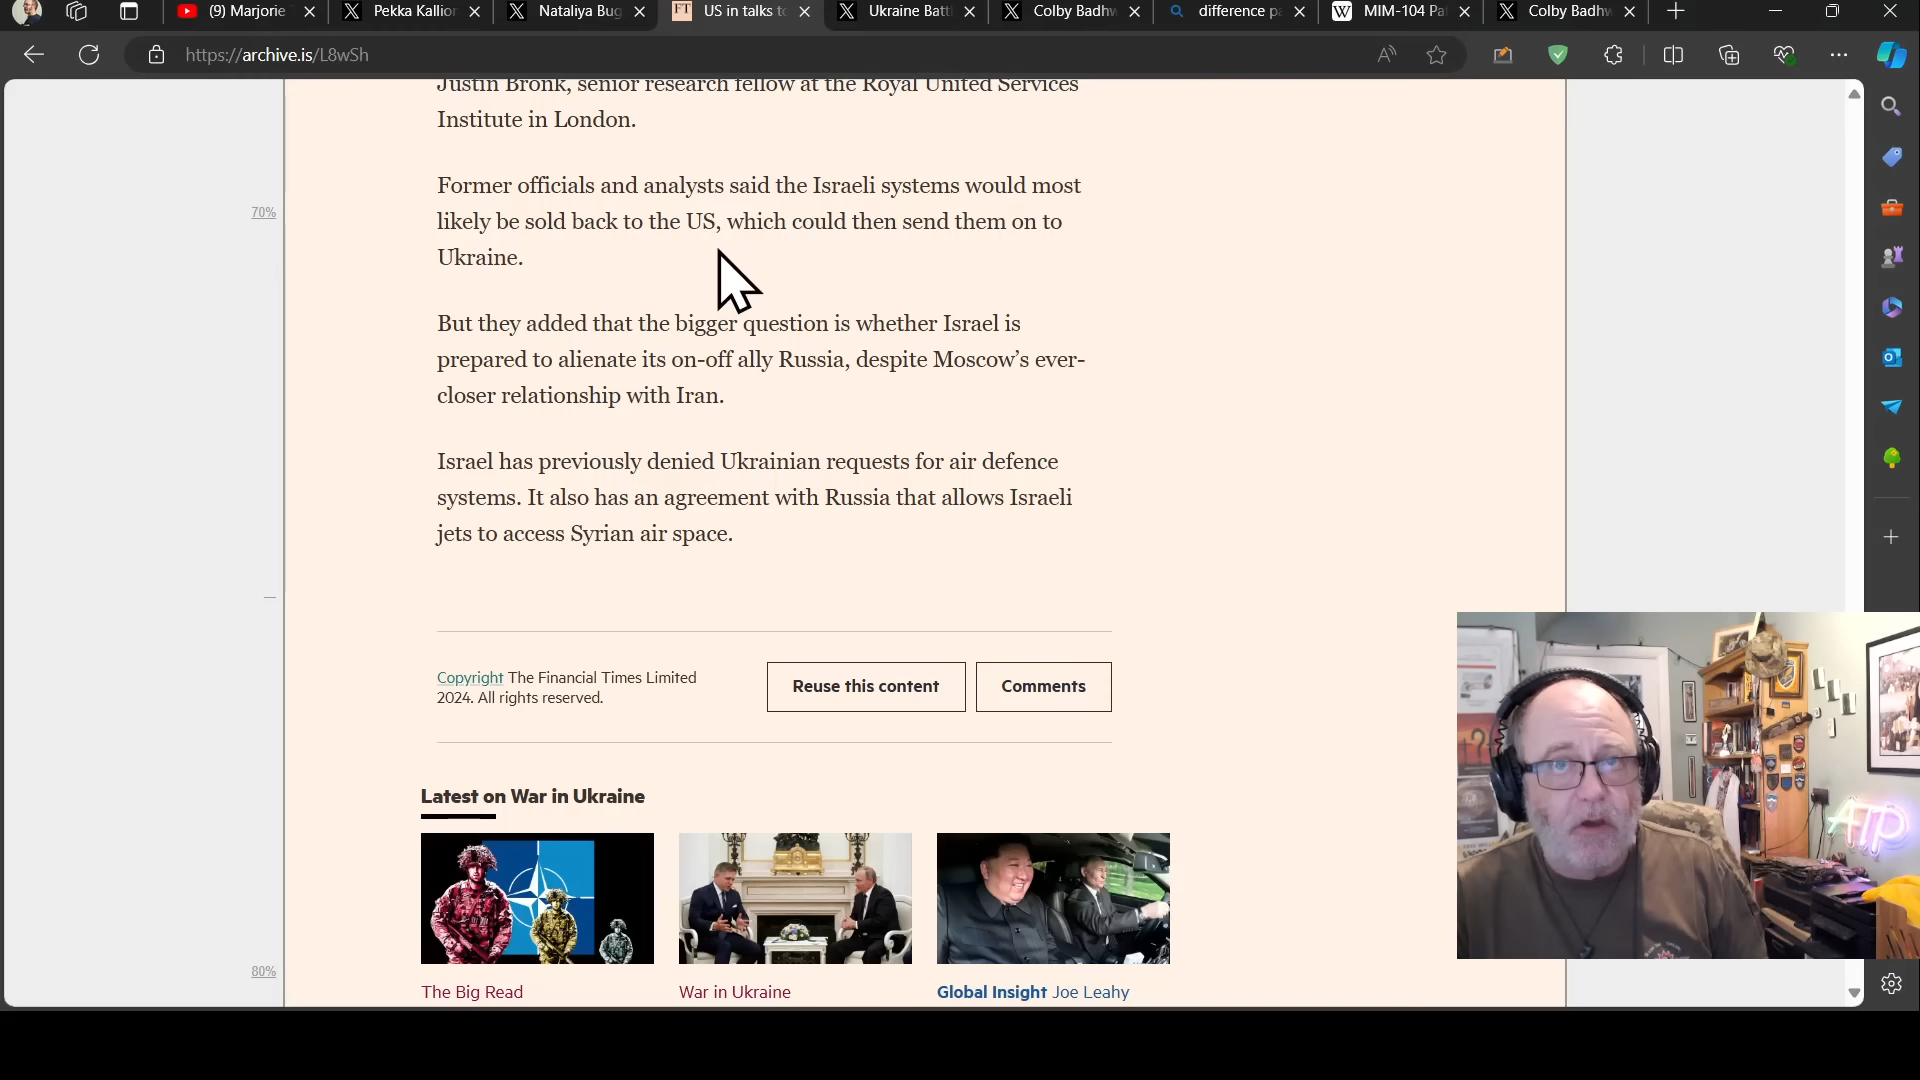 (9) Marjorie
Pekka Kallion
Nataliya Bug
US in talks to
Ukraine Batt
Colby Badhw
difference pa
MIM-104 Pa
Colby Badhw
https://archive.is/L8wSh
Justin Bronk, senior research fellow at the Royal United Services
Institute in London.
70%
Former officials and analysts said the Israeli systems would most
likely be sold back to the US, which could then send them on to
Ukraine.
But they added that the bigger question is whether Israel is
prepared to alienate its on-off ally Russia, despite Moscow’s ever-
closer relationship with Iran.
Israel has previously denied Ukrainian requests for air defence
systems. It also has an agreement with Russia that allows Israeli
jets to access Syrian air space.
Copyright The Financial Times Limited
2024. All rights reserved.
Reuse this content
Comments
Latest on War in Ukraine
80%
The Big Read
War in Ukraine
Global Insight Joe Leahy
ATP